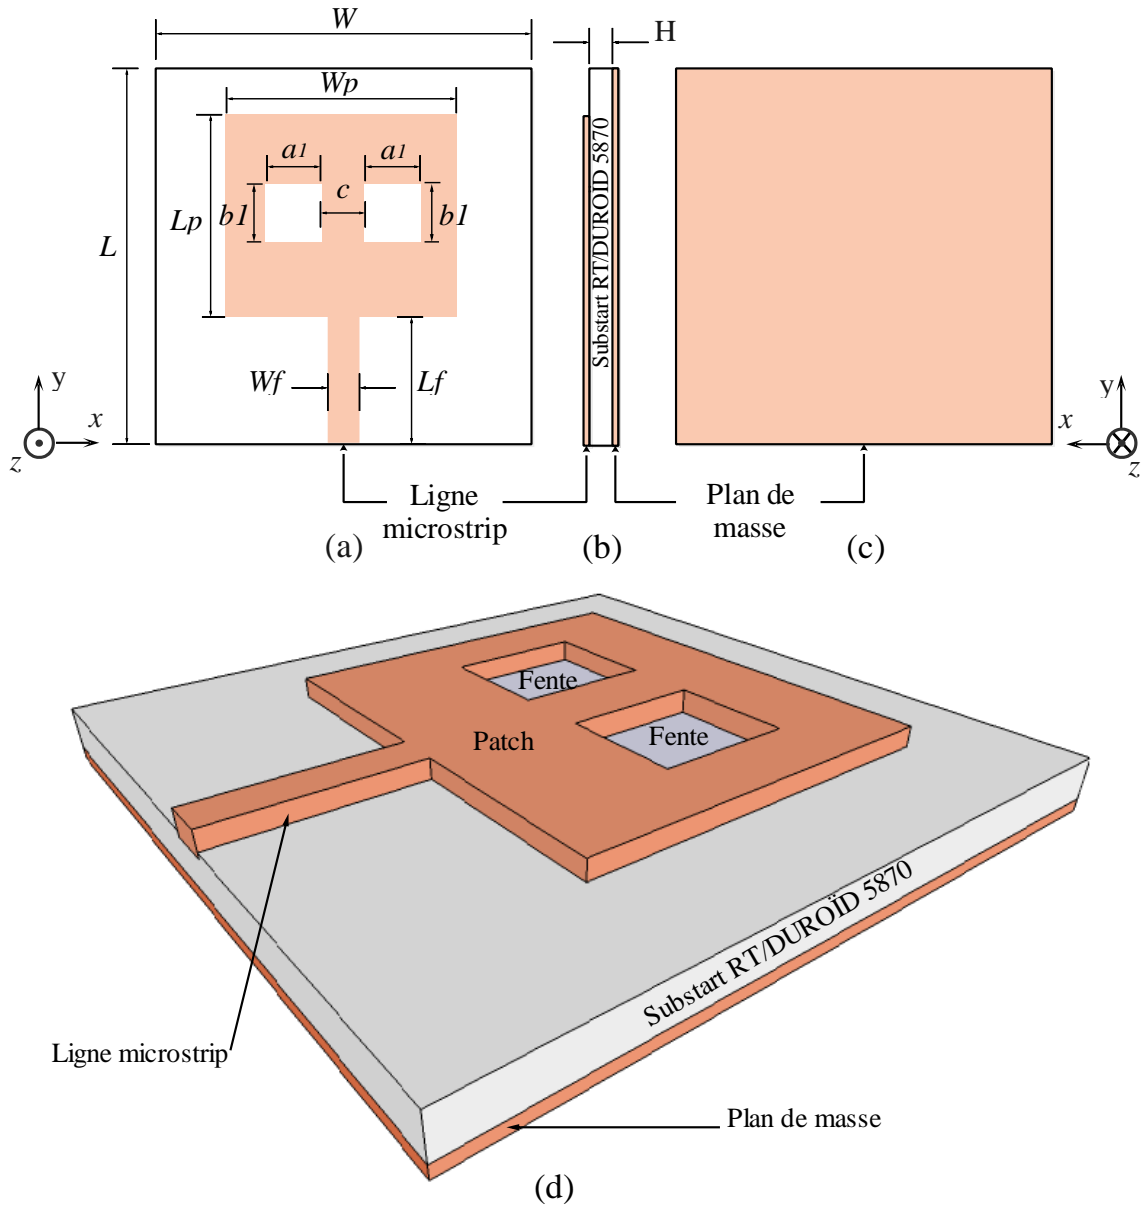 W
H
Wp
a1
a1
c
b1
b1
Lp
L
Substart RT/DUROID 5870
Wf
Lf
y
x
z
y
x
z
Ligne
microstrip
Plan de
masse
(a)
(b)
(c)
Fente
Fente
Patch
Substart RT/DUROÏD 5870
Ligne microstrip
Plan de masse
(d)